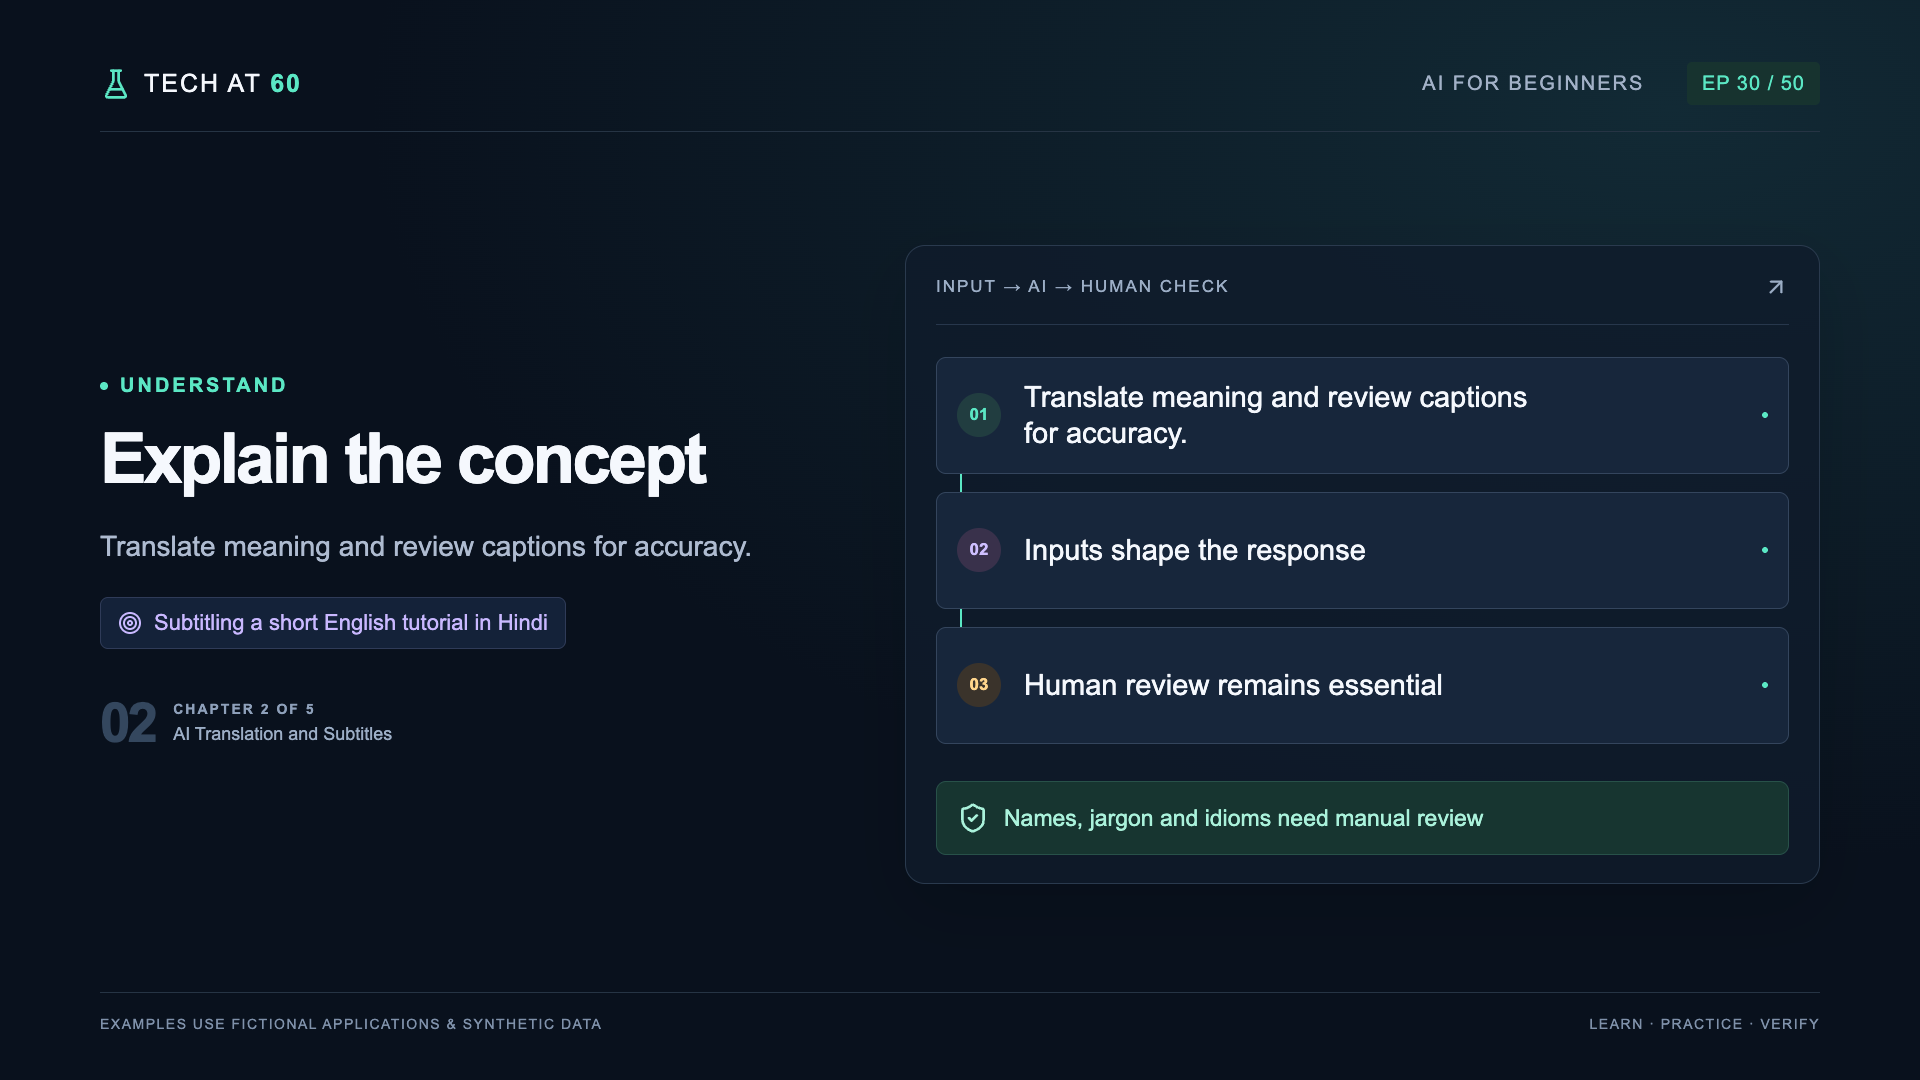 TECH AT 60
AI FOR BEGINNERS
EP 30 / 50
UNDERSTAND
Explain the concept
Translate meaning and review captions for accuracy.
Subtitling a short English tutorial in Hindi
02
CHAPTER 2 OF 5
AI Translation and Subtitles
INPUT → AI → HUMAN CHECK
01
Translate meaning and review captions
for accuracy.
02
Inputs shape the response
03
Human review remains essential
Names, jargon and idioms need manual review
EXAMPLES USE FICTIONAL APPLICATIONS & SYNTHETIC DATA
LEARN · PRACTICE · VERIFY